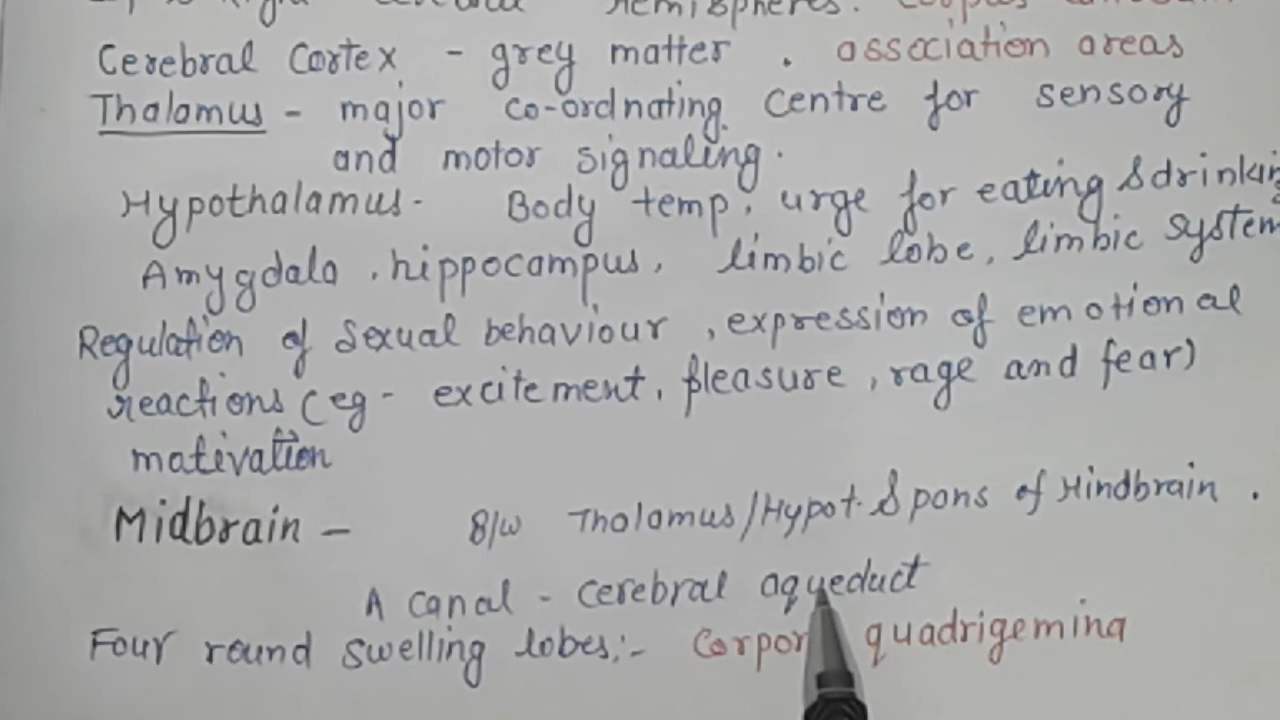 Hemispheres.
Cerebral Cortex - grey matter . association areas
Thalamus - major co-ordnating centre for sensory
and motor signaling.
Hypothalamus - Body temp, urge for eating & drinkin
Amygdala, hippocampus, limbic lobe, limbic system
Regulation of sexual behaviour, expression of emotional
reactions (eg - excitement, pleasure, rage and fear)
motivation
Midbrain - B/w Thalamus/Hypot. & pons of Hindbrain.
A canal - cerebral aqueduct
Four round swelling lobes:- Corpor quadrigemina